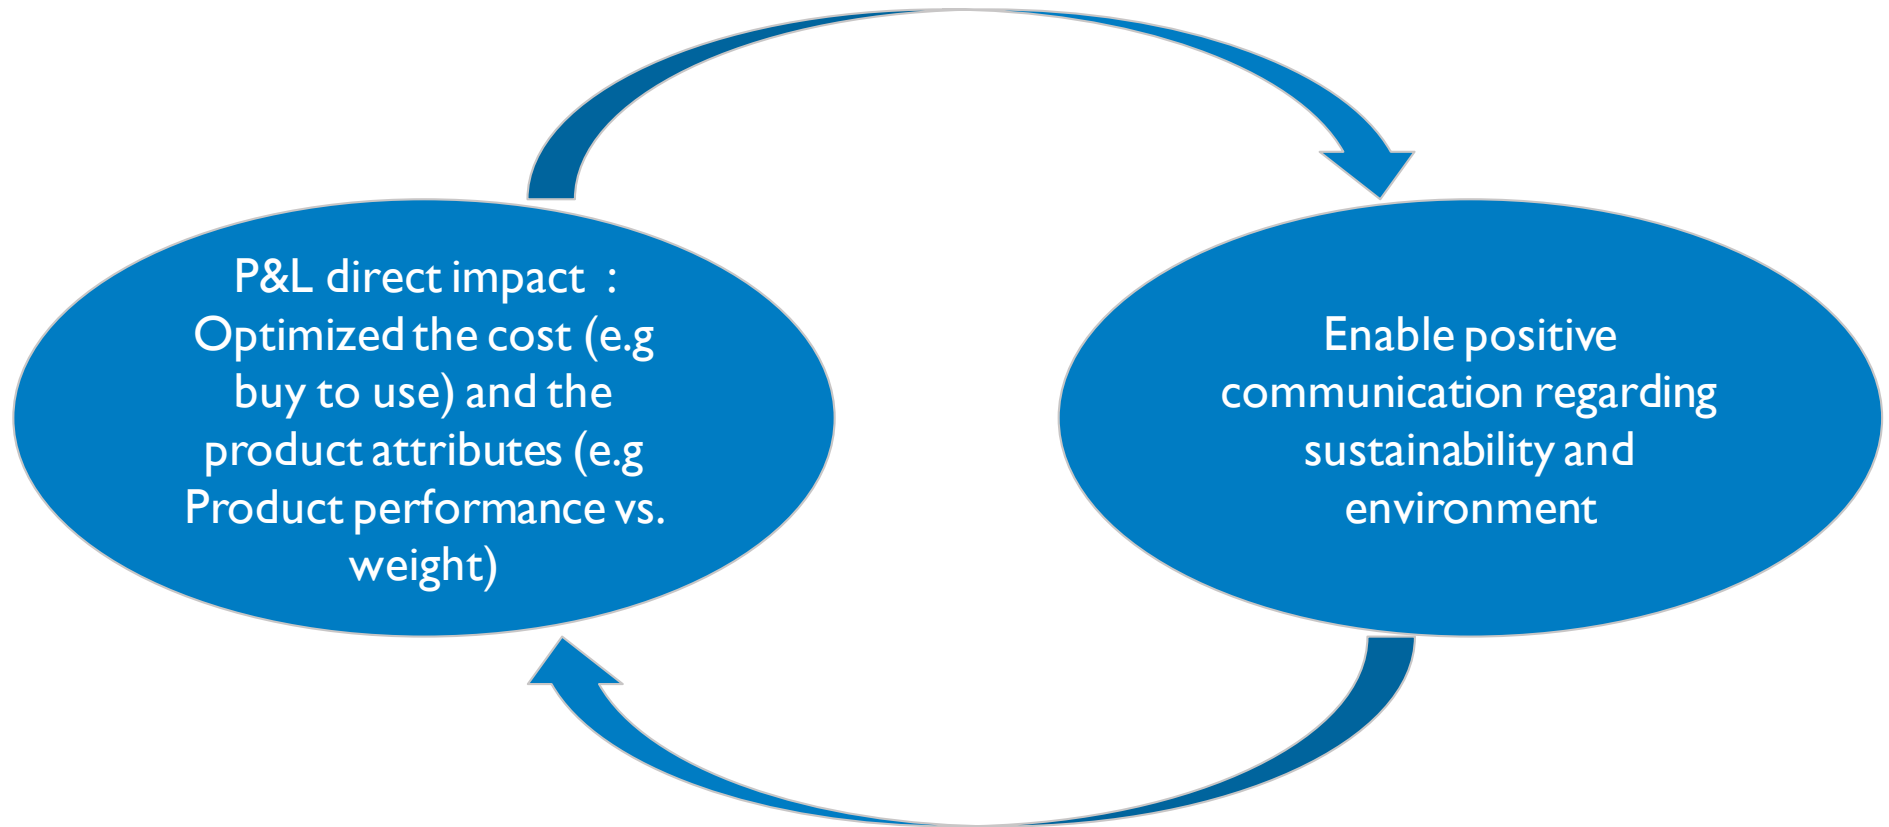 P&L direct impact :
Optimized the cost (e.g
buy to use) and the
product attributes (e.g
Product performance vs.
weight)
Enable positive
communication regarding
sustainability and
environment